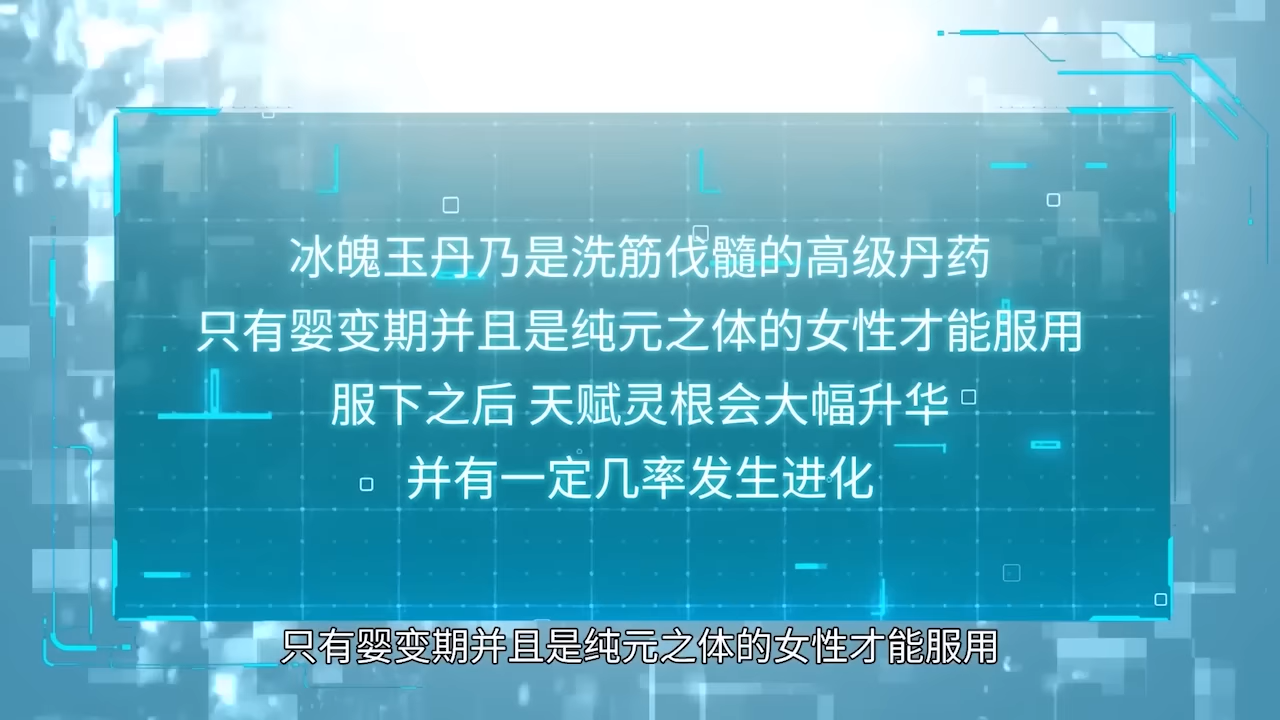 冰魄玉丹乃是洗筋伐髓的高级丹药
只有婴变期并且是纯元之体的女性才能服用
服下之后 天赋灵根会大幅升华
并有一定几率发生进化
只有婴变期并且是纯元之体的女性才能服用